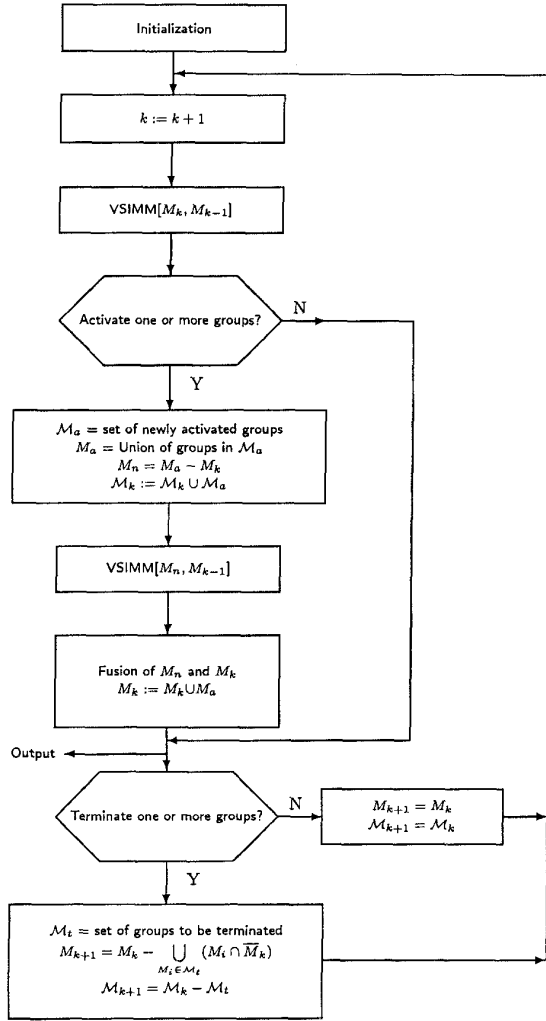 Initialization
k := k + 1
VSIMM[M_k, M_{k−1}]
Activate one or more groups?
N
Y
ℳ_a = set of newly activated groups
M_a = Union of groups in ℳ_a
M_n = M_a − M_k
ℳ_k := ℳ_k ∪ ℳ_a
VSIMM[M_n, M_{k−1}]
Fusion of M_n and M_k
M_k := M_k∪M_a
Output
Terminate one or more groups?
N
M_{k+1} = M_k
ℳ_{k+1} = ℳ_k
Y
ℳ_t = set of groups to be terminated
M_{k+1} = M_k − ⋃_{M_i∈ℳ_t} (M_i ∩ M̅_k)
ℳ_{k+1} = ℳ_k − ℳ_t